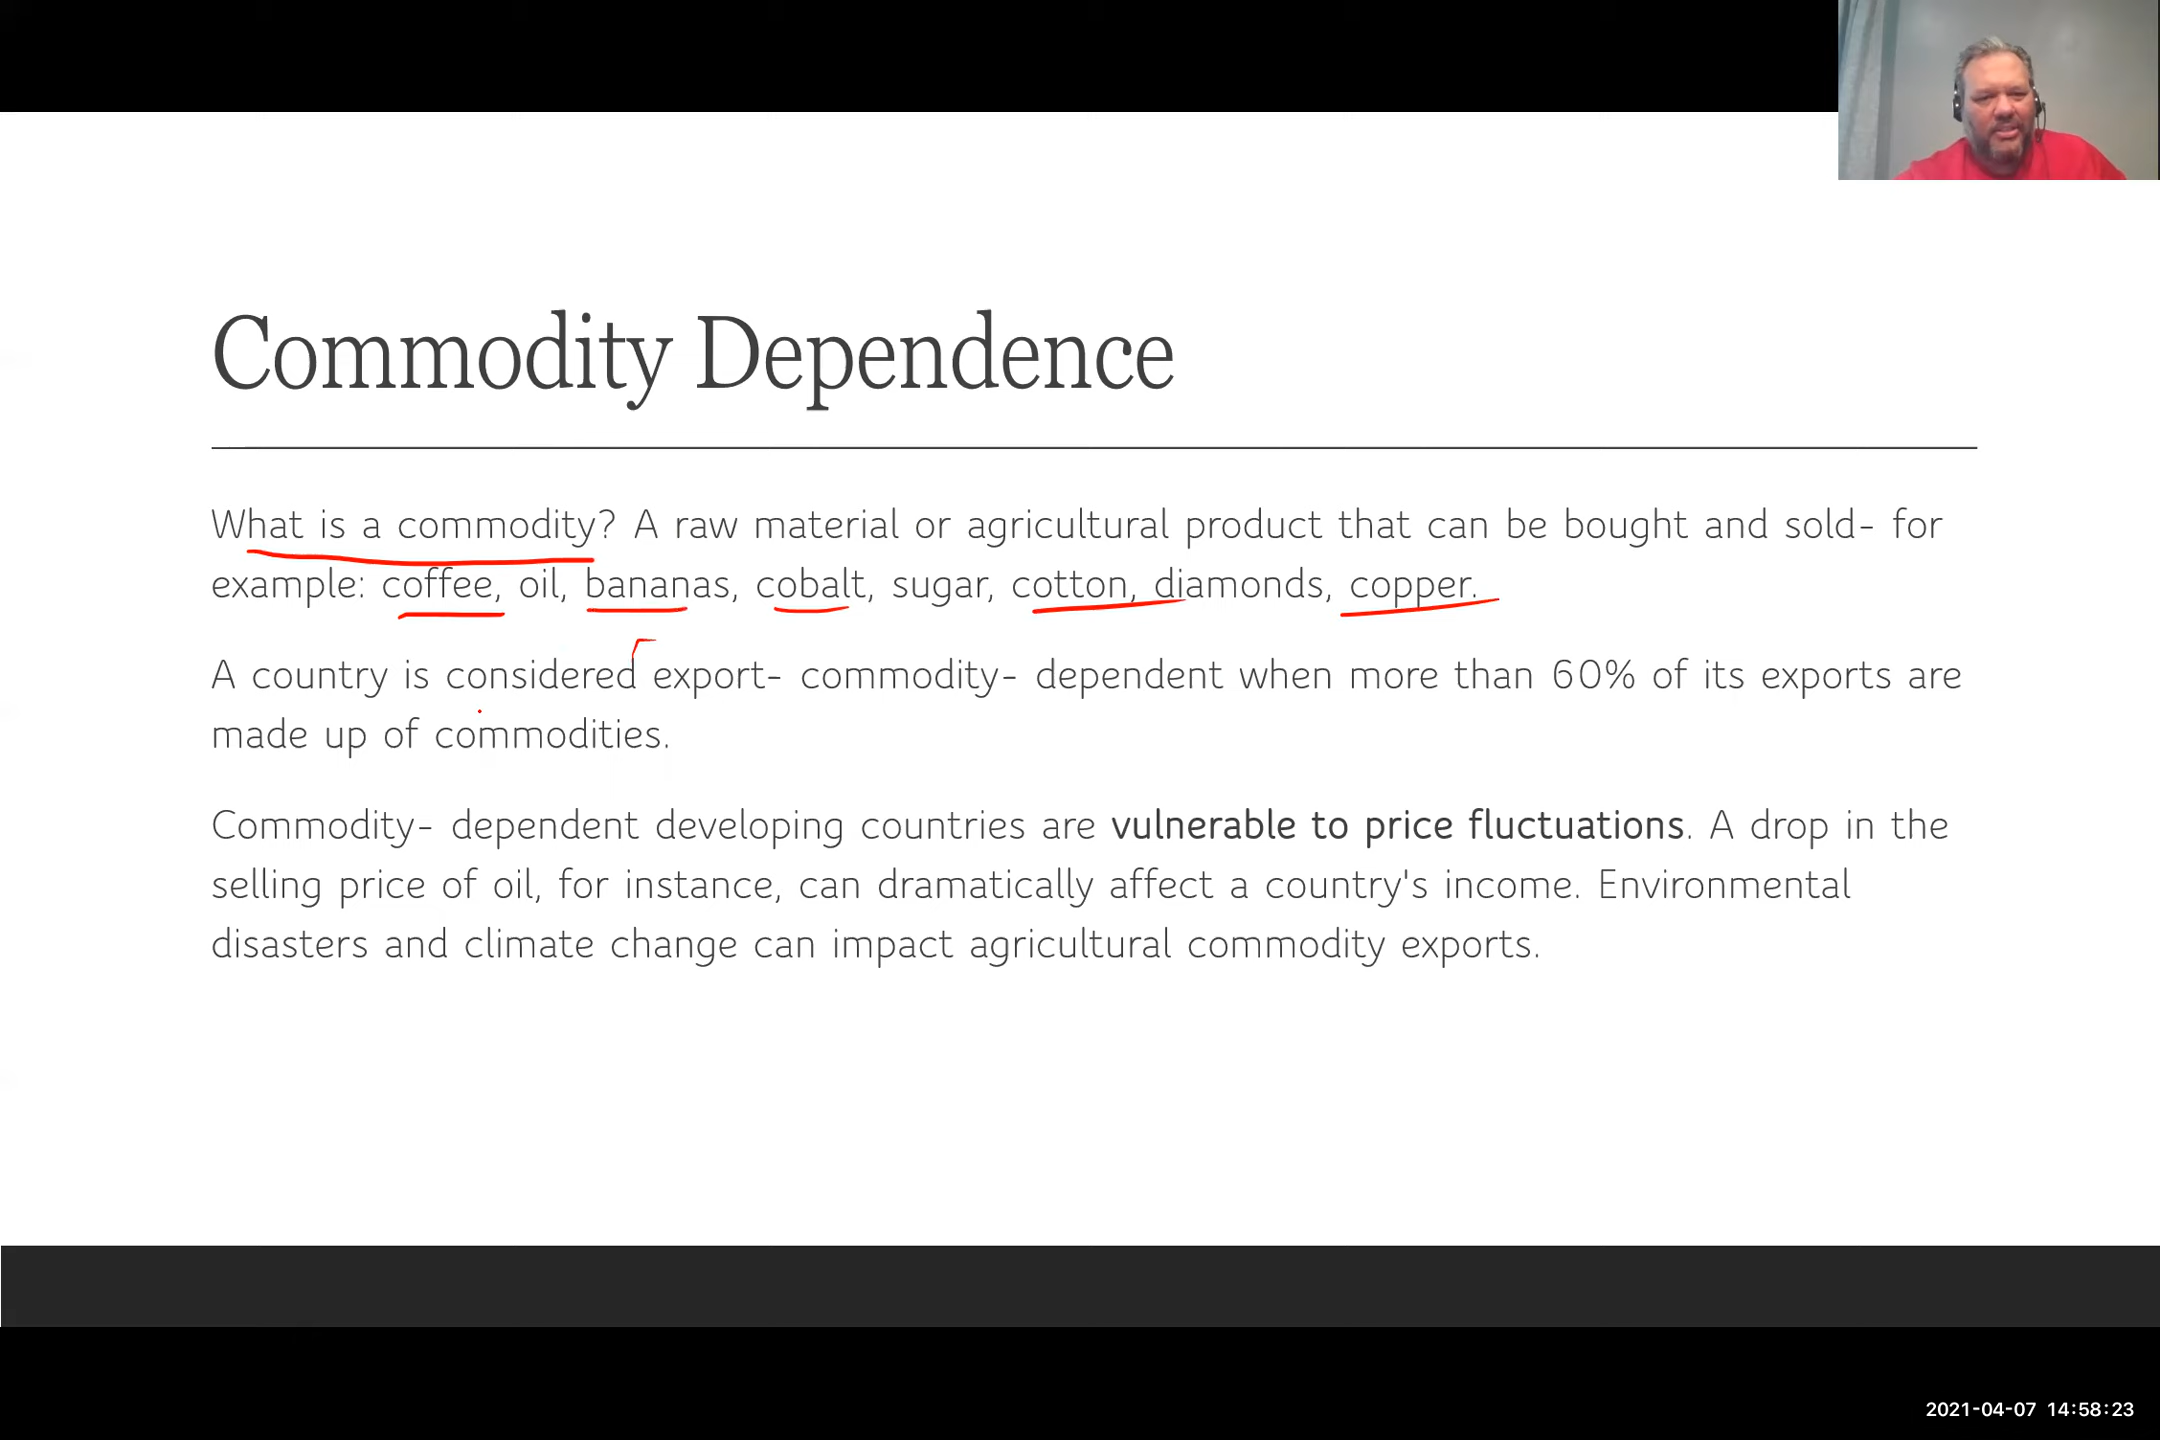 Commodity Dependence
What is a commodity? A raw material or agricultural product that can be bought and sold- for
example: coffee, oil, bananas, cobalt, sugar, cotton, diamonds, copper.
A country is considered export- commodity- dependent when more than 60% of its exports are
made up of commodities.
Commodity- dependent developing countries are vulnerable to price fluctuations. A drop in the
selling price of oil, for instance, can dramatically affect a country's income. Environmental
disasters and climate change can impact agricultural commodity exports.
2021-04-07 14:58:23